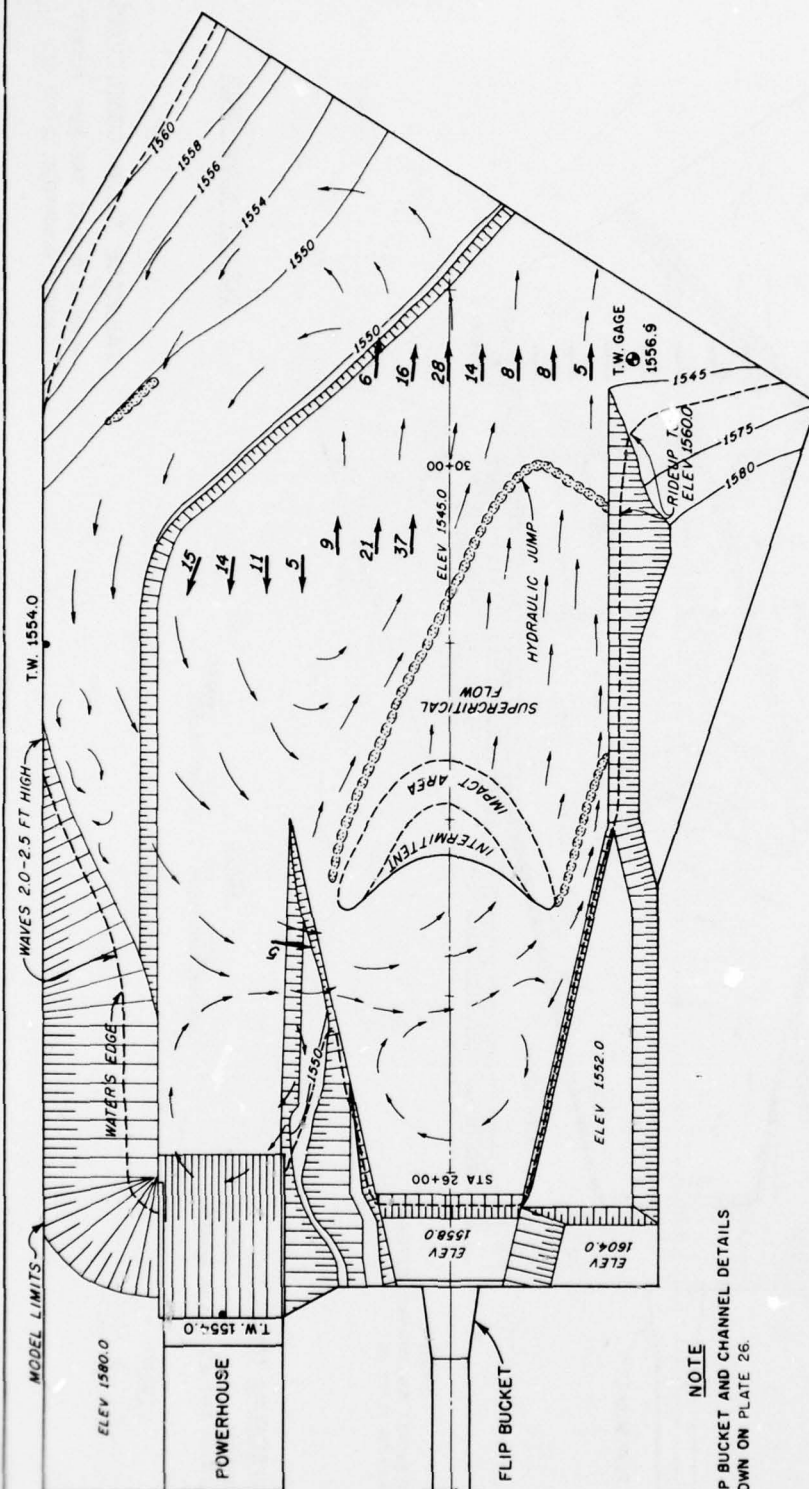 MODEL LIMITS
WAVES 2.0-2.5 FT HIGH
WATER'S EDGE
T.W. 1554.0
1560
1558
1556
1554
1550
1550
ELEV 1580.0
POWERHOUSE
T.W. 1554.0
1550
5
15
14
11
5
9
21
37
6
16
28
14
8
8
5
30+00
ELEV 1545.0
T.W. GAGE
1556.9
1545
1575
1580
RIDEUP TO
ELEV 1560.0
HYDRAULIC JUMP
SUPERCRITICAL
FLOW
IMPACT AREA
INTERMITTENT
STA 26+00
ELEV
1558.0
ELEV
1604.0
ELEV 1552.0
FLIP BUCKET
NOTE
P BUCKET AND CHANNEL DETAILS
OWN ON PLATE 26.